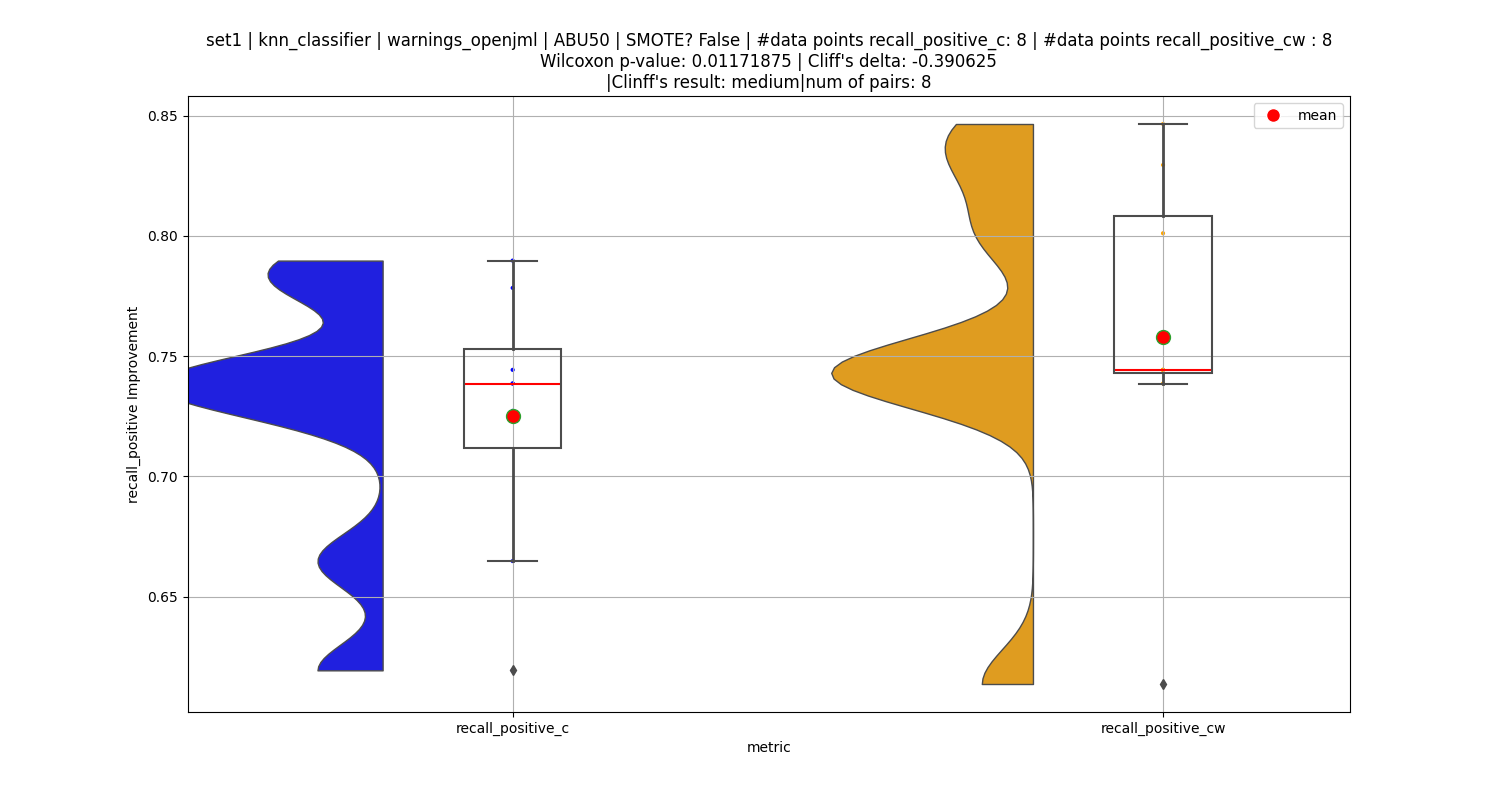 set1 | knn_classifier | warnings_openjml | ABU50 | SMOTE? False | #data points recall_positive_c: 8 | #data points recall_positive_cw : 8
Wilcoxon p-value: 0.01171875 | Cliff's delta: -0.390625
|Clinff's result: medium|num of pairs: 8
mean
0.85
0.80
0.75
0.70
0.65
recall_positive Improvement
recall_positive_c
recall_positive_cw
metric